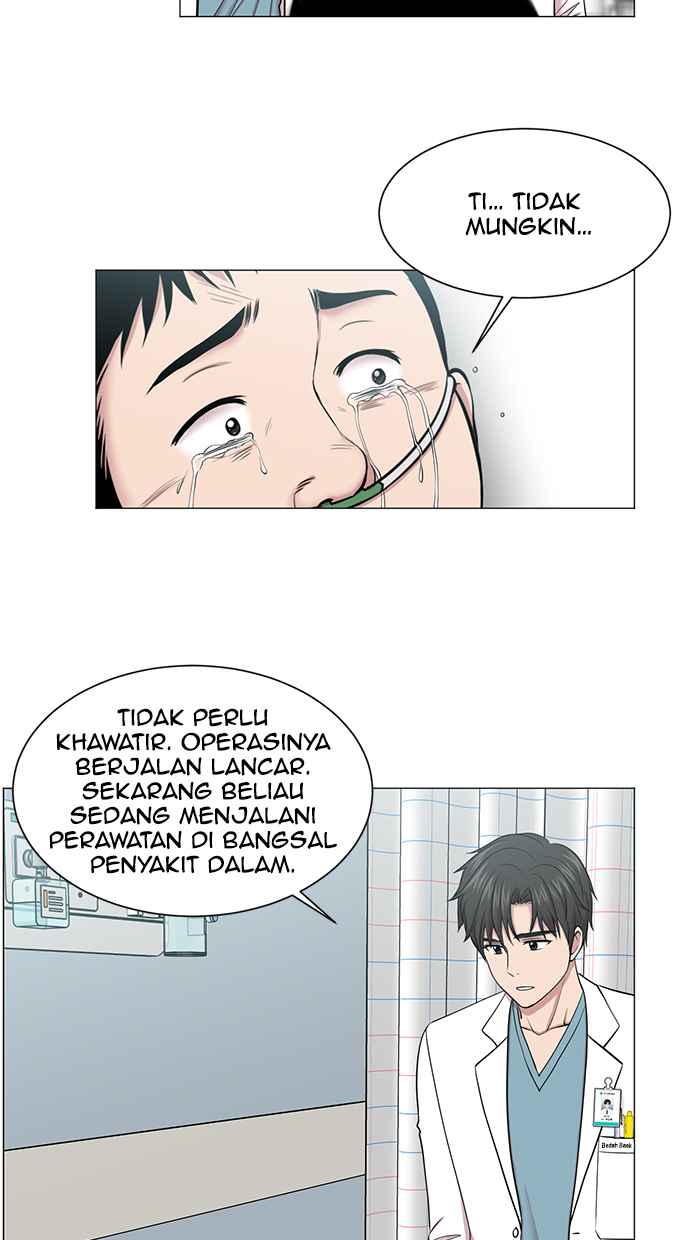 TI... TIDAK
MUNGKIN...
TIDAK PERLU
KHAWATIR. OPERASINYA
BERJALAN LANCAR.
SEKARANG BELIAU
SEDANG MENJALANI
PERAWATAN DI BANGSAL
PENYAKIT DALAM.